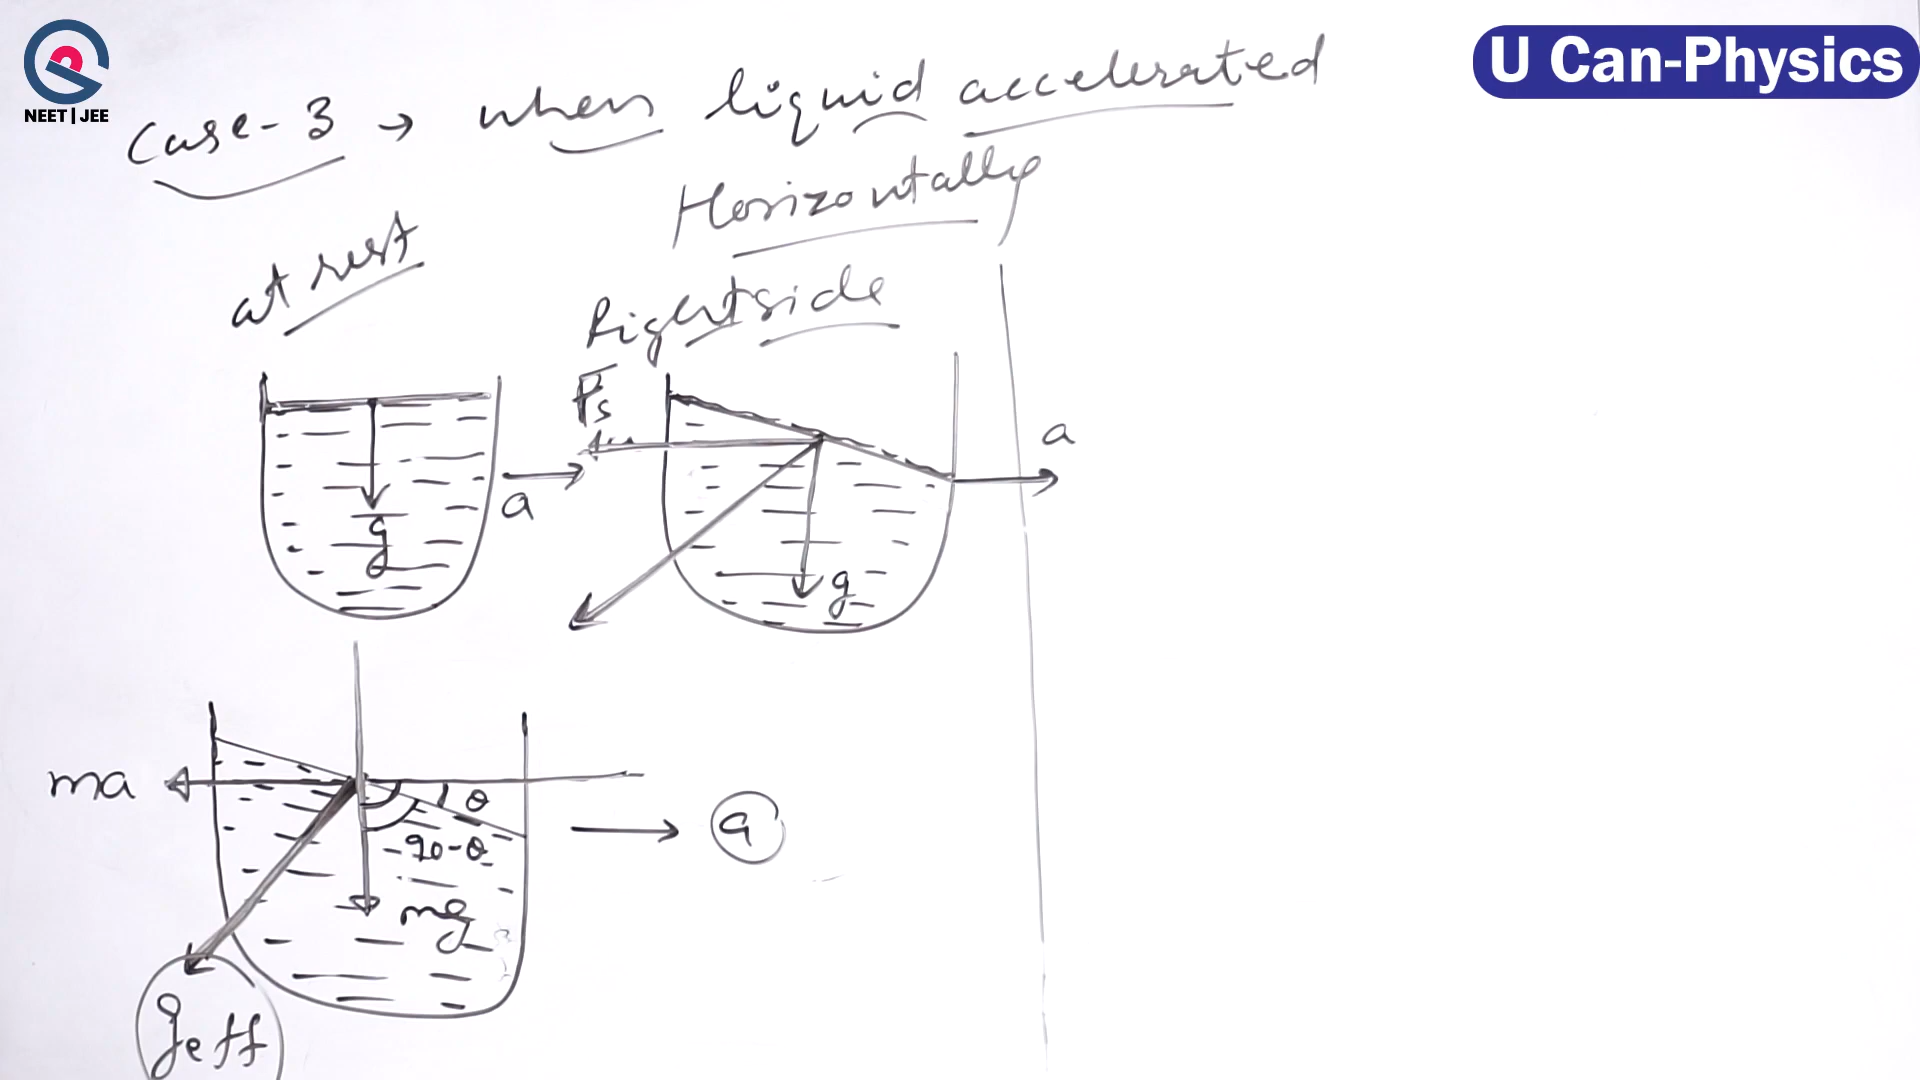 NEET|JEE
U Can-Physics
Case-3 → when liquid accelerated
Horizontally
at rest
Rightside
Fs
a
g
a
g
ma
θ
90-θ
a
mg
geff